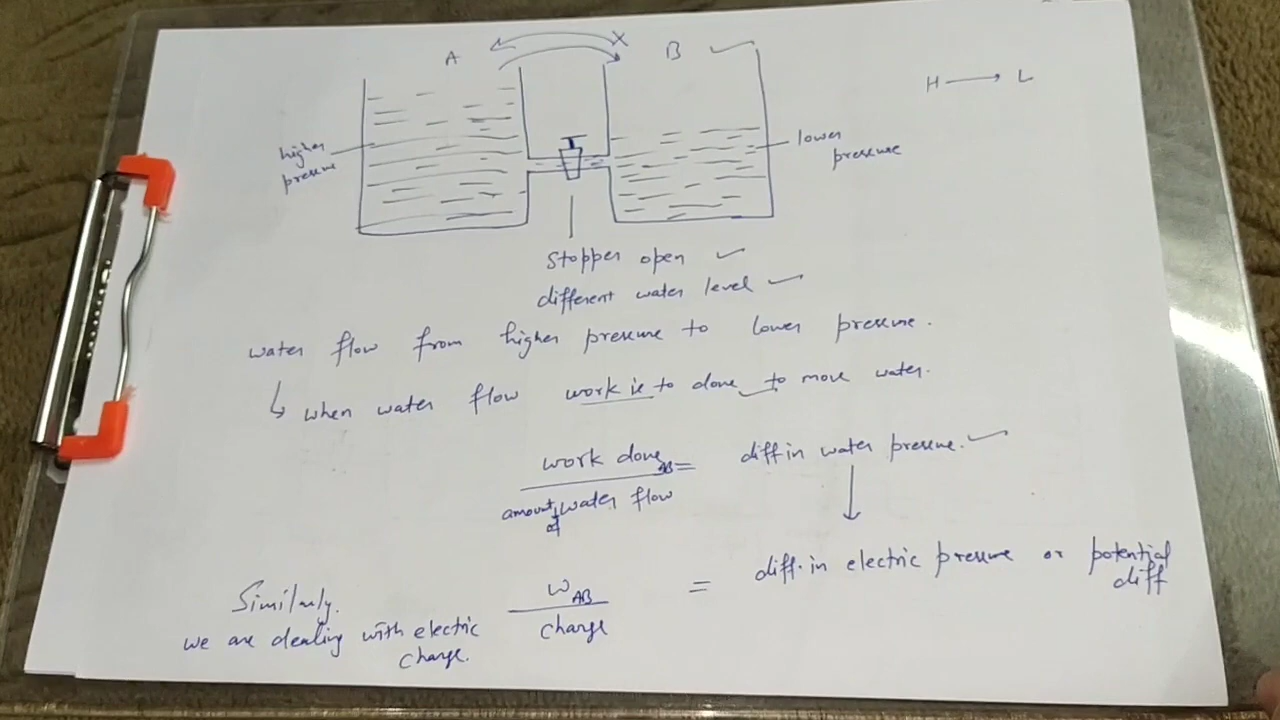 A
B
H → L
higher
pressure
lower
pressure
Stopper open
different water level
water flow from higher pressure to lower pressure.
↳ when water flow work is to done to move water.
work done AB = diff in water pressure.
amount of water flow
Similarly.
we are dealing with electric
charge.
W AB = diff. in electric pressure or potential
diff
charge